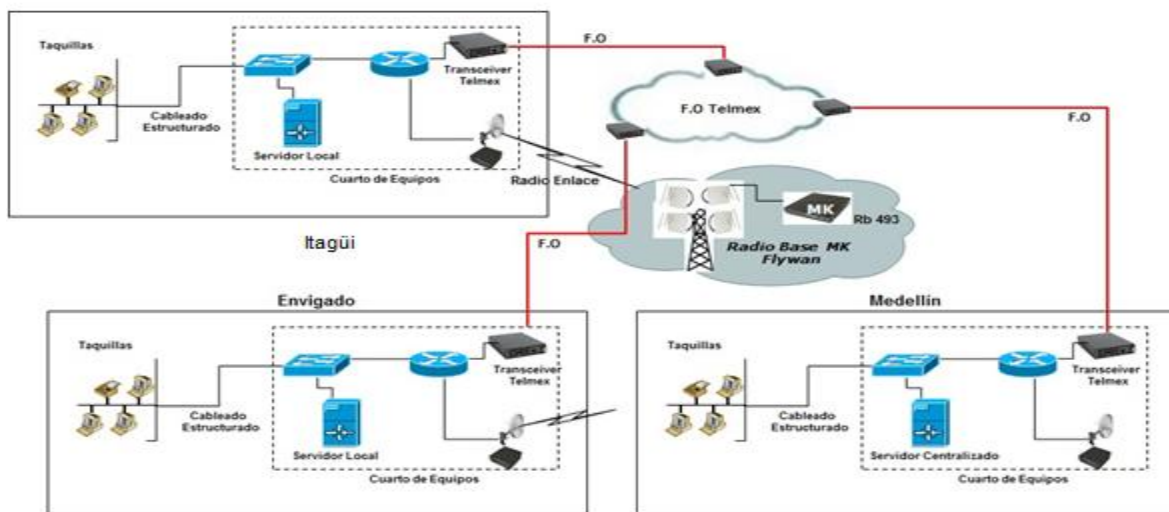 Taquillas
Cableado
Estructurado
Servidor Local
Transceiver
Telmex
Cuarto de Equipos
Radio Enlace
F.O
F.O Telmex
F.O
F.O
MK
Rb 493
Radio Base MK
Flywan
Itagüi
Envigado
Taquillas
Cableado
Estructurado
Servidor Local
Transceiver
Telmex
Cuarto de Equipos
Medellín
Taquillas
Cableado
Estructurado
Servidor Centralizado
Transceiver
Telmex
Cuarto de Equipos